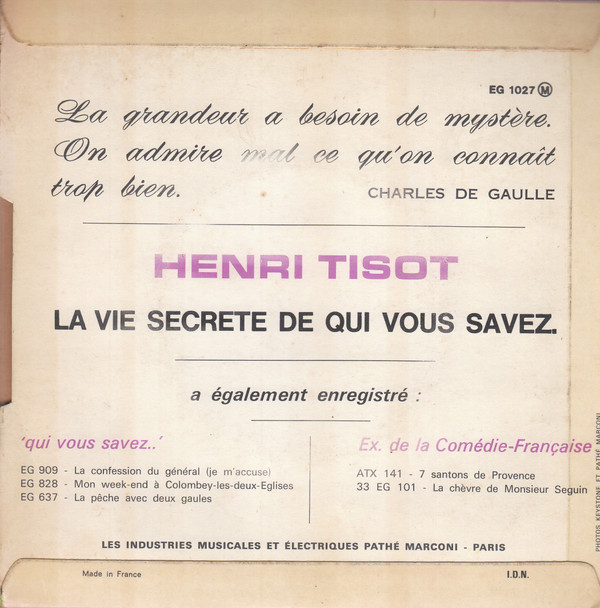 EG 1027 M
La grandeur a besoin de mystère.
On admire mal ce qu'on connaît
trop bien.
CHARLES DE GAULLE
HENRI TISOT
LA VIE SECRETE DE QUI VOUS SAVEZ.
a également enregistré :
'qui vous savez..'
EG 909 - La confession du général (je m'accuse)
EG 828 - Mon week-end à Colombey-les-deux-Eglises
EG 637 - La pêche avec deux gaules
Ex. de la Comédie-Française
ATX 141 - 7 santons de Provence
33 EG 101 - La chèvre de Monsieur Seguin
PHOTOS KEYSTONE ET PATHÉ MARCONI
LES INDUSTRIES MUSICALES ET ÉLECTRIQUES PATHÉ MARCONI - PARIS
Made in France
I.D.N.